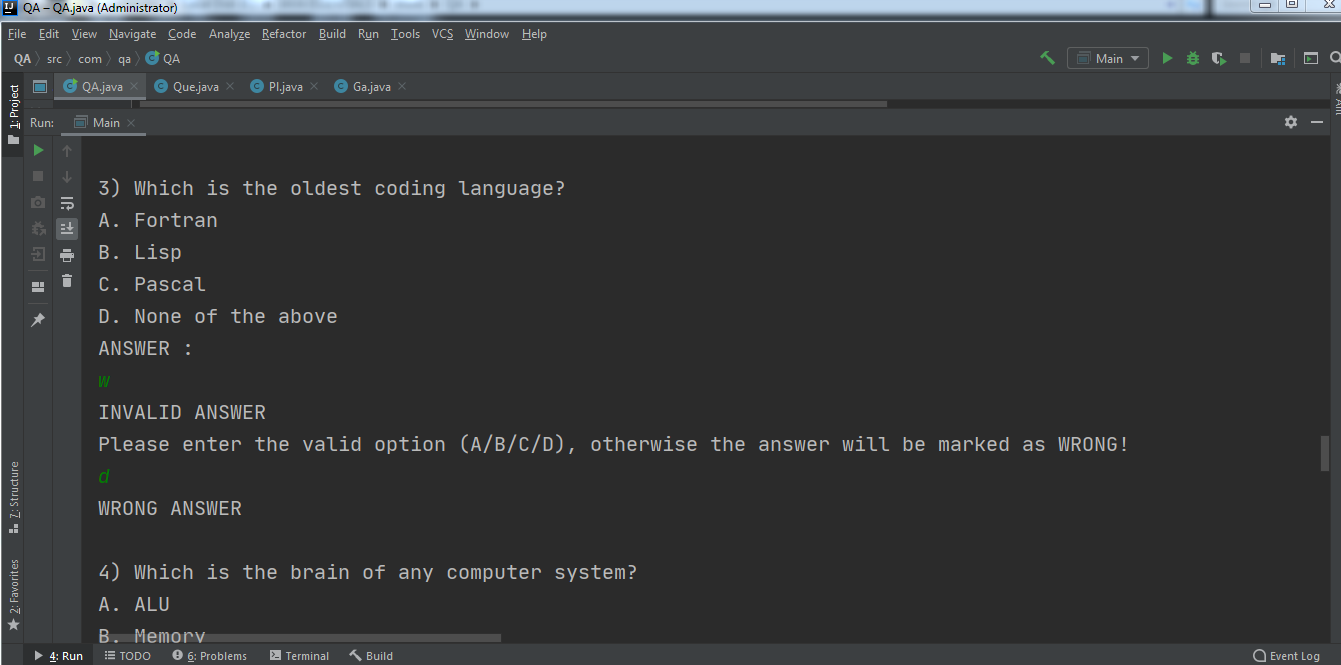 QA – QA.java (Administrator)
File Edit View Navigate Code Analyze Refactor Build Run Tools VCS Window Help
QA src com qa QA Main
QA.java Que.java PI.java Ga.java
1: Project
Run: Main
3) Which is the oldest coding language?
A. Fortran
B. Lisp
C. Pascal
D. None of the above
ANSWER :
w
INVALID ANSWER
Please enter the valid option (A/B/C/D), otherwise the answer will be marked as WRONG!
d
WRONG ANSWER
4) Which is the brain of any computer system?
A. ALU
B. Memory
7: Structure
2: Favorites
4: Run TODO 6: Problems Terminal Build Event Log